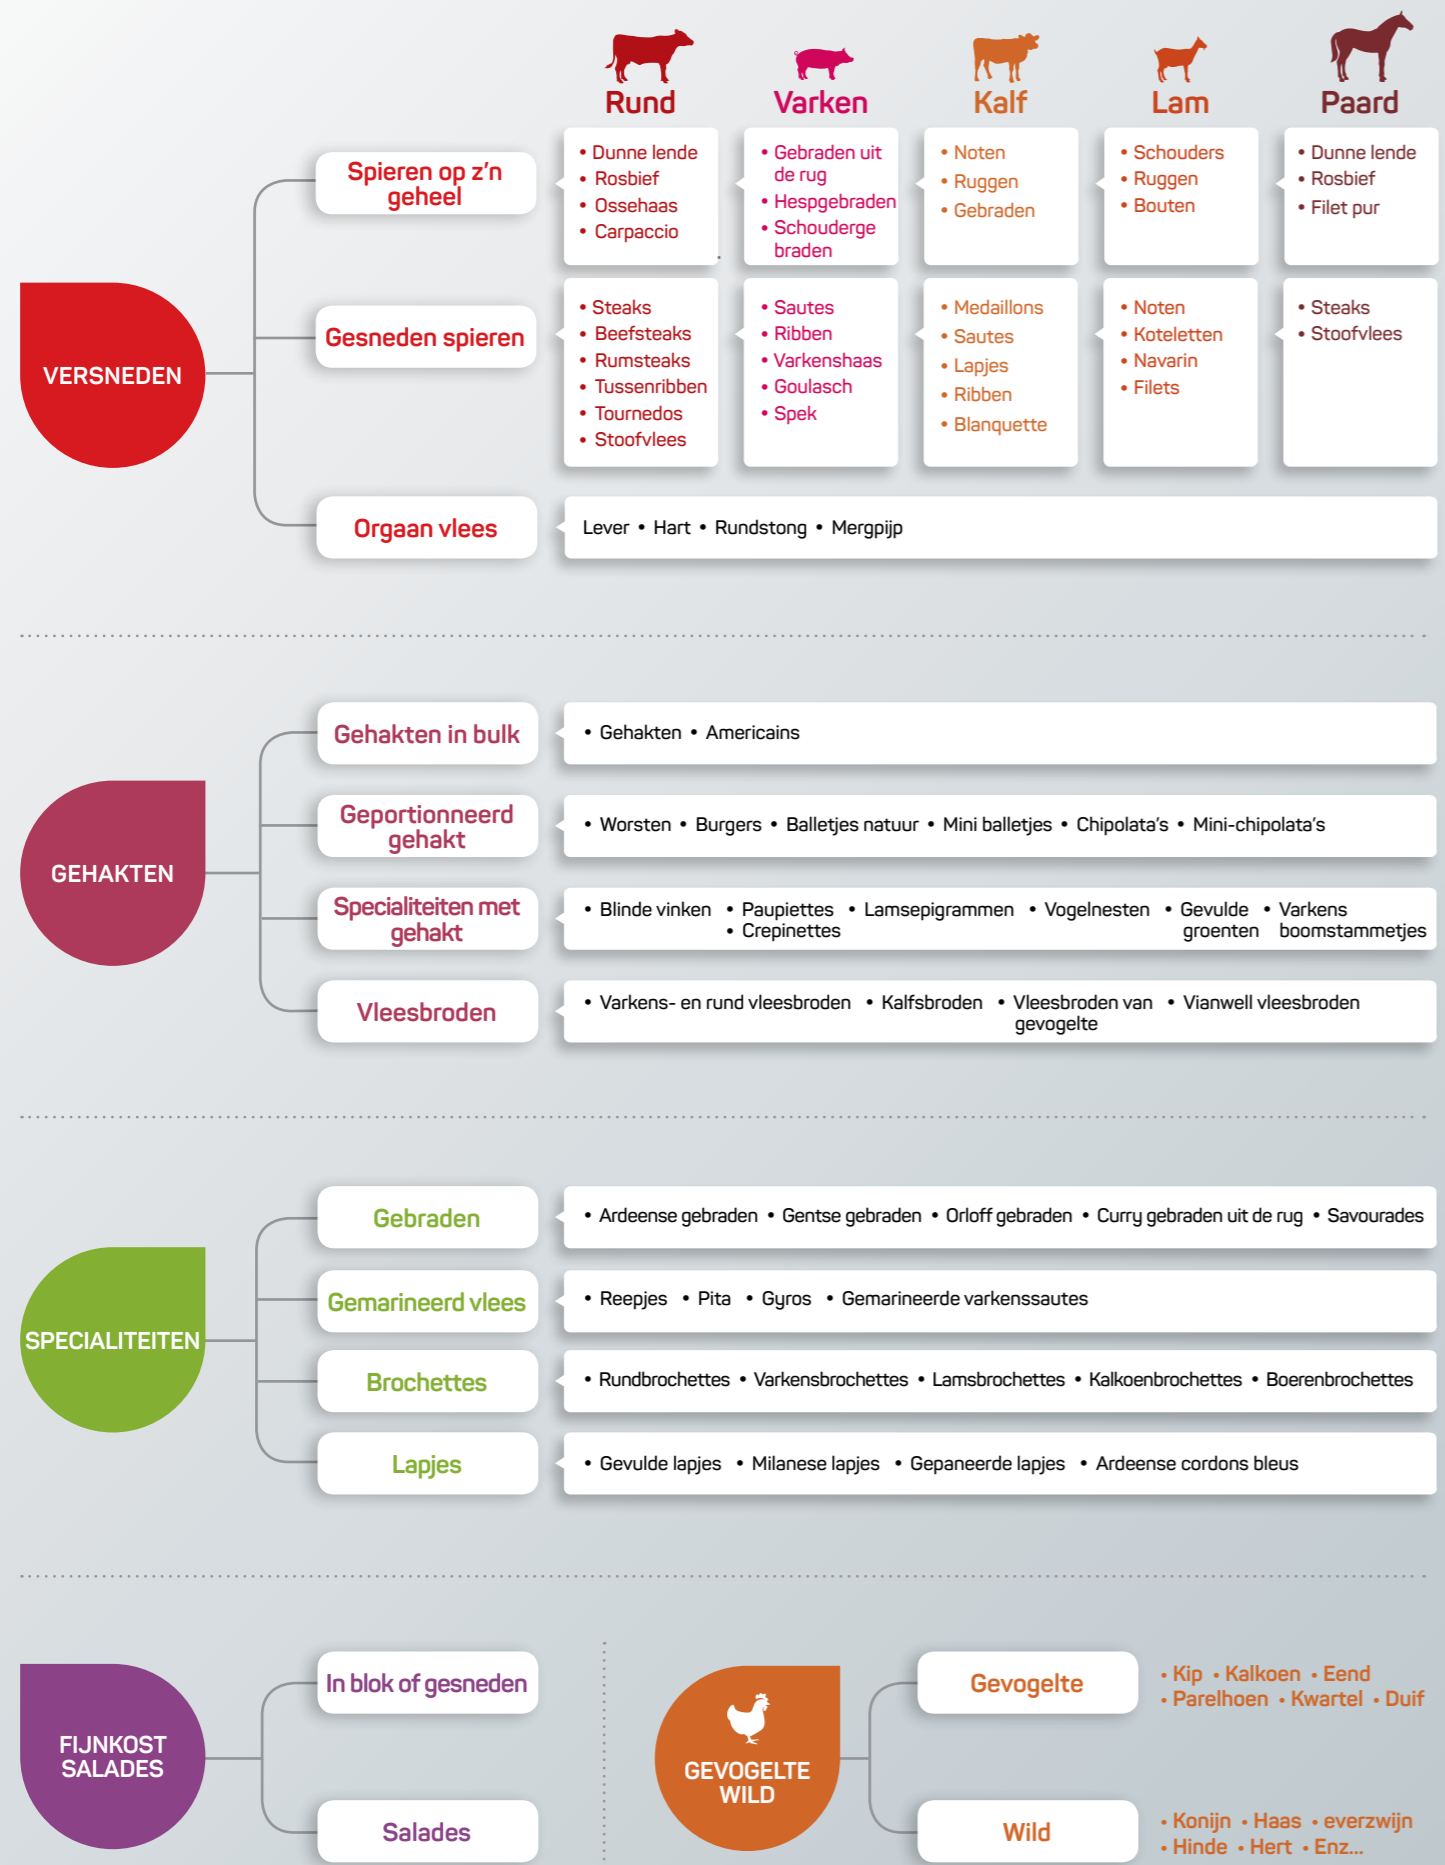 Rund
Varken
Kalf
Lam
Paard
VERSNEDEN
Spieren op z'n
geheel
• Dunne lende
• Rosbief
• Ossehaas
• Carpaccio
• Gebraden uit
de rug
• Hespgebraden
• Schouderge
braden
• Noten
• Ruggen
• Gebraden
• Schouders
• Ruggen
• Bouten
• Dunne lende
• Rosbief
• Filet pur
Gesneden spieren
• Steaks
• Beefsteaks
• Rumsteaks
• Tussenribben
• Tournedos
• Stoofvlees
• Sautes
• Ribben
• Varkenshaas
• Goulasch
• Spek
• Medaillons
• Sautes
• Lapjes
• Ribben
• Blanquette
• Noten
• Koteletten
• Navarin
• Filets
• Steaks
• Stoofvlees
Orgaan vlees
Lever • Hart • Rundstong • Mergpijp
GEHAKTEN
Gehakten in bulk
• Gehakten • Americains
Geportionneerd
gehakt
• Worsten • Burgers • Balletjes natuur • Mini balletjes • Chipolata's • Mini-chipolata's
Specialiteiten met
gehakt
• Blinde vinken • Paupiettes • Lamsepigrammen • Vogelnesten • Gevulde • Varkens
• Crepinettes groenten boomstammetjes
Vleesbroden
• Varkens- en rund vleesbroden • Kalfsbroden • Vleesbroden van • Vianwell vleesbroden
gevogelte
SPECIALITEITEN
Gebraden
• Ardeense gebraden • Gentse gebraden • Orloff gebraden • Curry gebraden uit de rug • Savourades
Gemarineerd vlees
• Reepjes • Pita • Gyros • Gemarineerde varkenssautes
Brochettes
• Rundbrochettes • Varkensbrochettes • Lamsbrochettes • Kalkoenbrochettes • Boerenbrochettes
Lapjes
• Gevulde lapjes • Milanese lapjes • Gepaneerde lapjes • Ardeense cordons bleus
FIJNKOST
SALADES
In blok of gesneden
Salades
GEVOGELTE
WILD
Gevogelte
• Kip • Kalkoen • Eend
• Parelhoen • Kwartel • Duif
Wild
• Konijn • Haas • everzwijn
• Hinde • Hert • Enz...